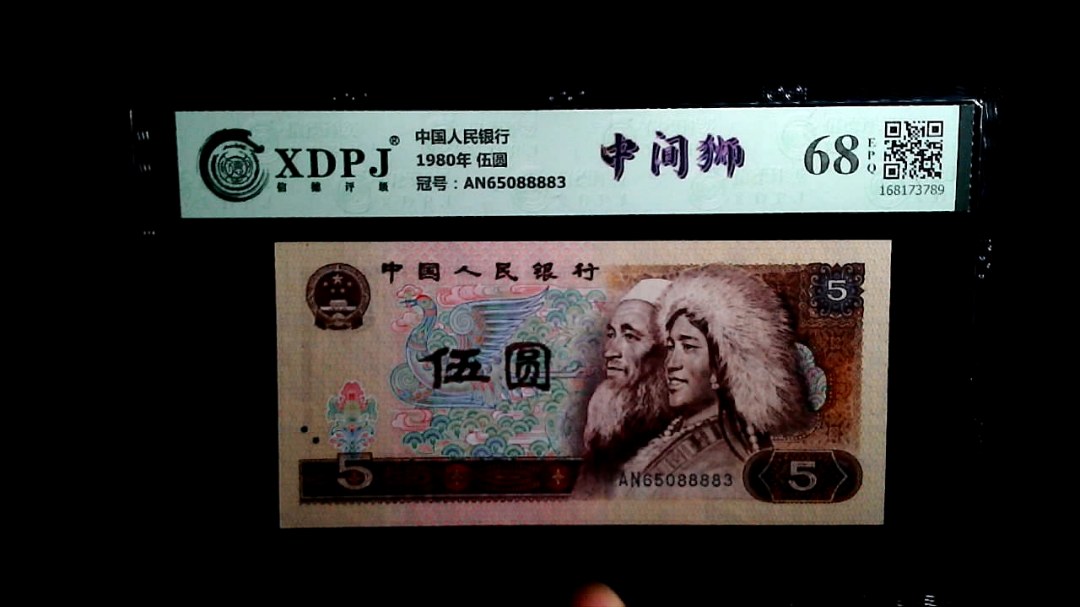 XDPJ®
信德评级
中国人民银行
1980年 伍圆
冠号：AN65088883
中间狮
68
EPQ
168173789
中国人民银行
5
伍圆
5
AN65088883
5